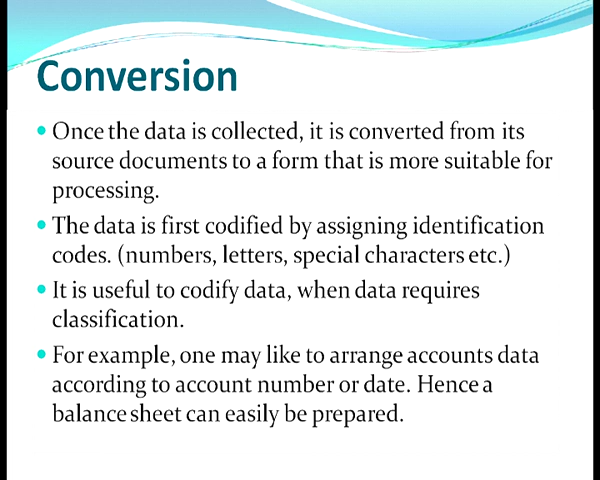 Conversion
• Once the data is collected, it is converted from its
source documents to a form that is more suitable for
processing.
• The data is first codified by assigning identification
codes. (numbers, letters, special characters etc.)
• It is useful to codify data, when data requires
classification.
• For example, one may like to arrange accounts data
according to account number or date. Hence a
balance sheet can easily be prepared.